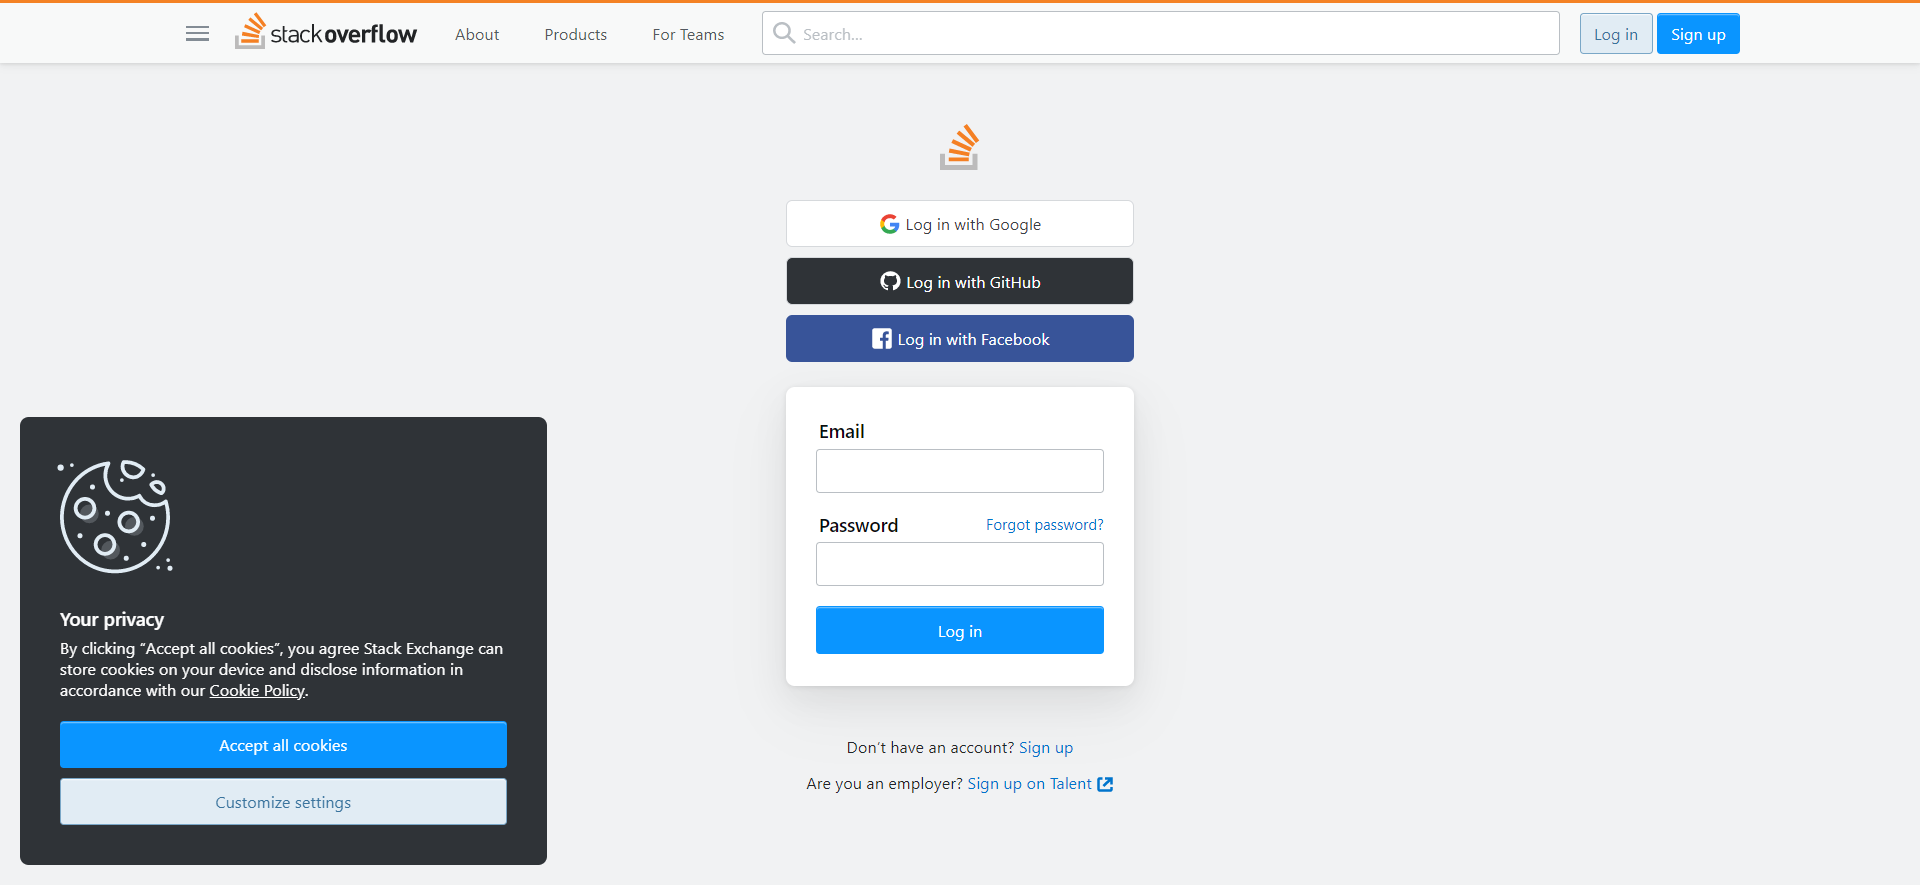 stackoverflow
About
Products
For Teams
Search...
Log in
Sign up
Log in with Google
Log in with GitHub
Log in with Facebook
Email
Password
Forgot password?
Log in
Don't have an account? Sign up
Are you an employer? Sign up on Talent
Your privacy
By clicking “Accept all cookies”, you agree Stack Exchange can
store cookies on your device and disclose information in
accordance with our Cookie Policy.
Accept all cookies
Customize settings